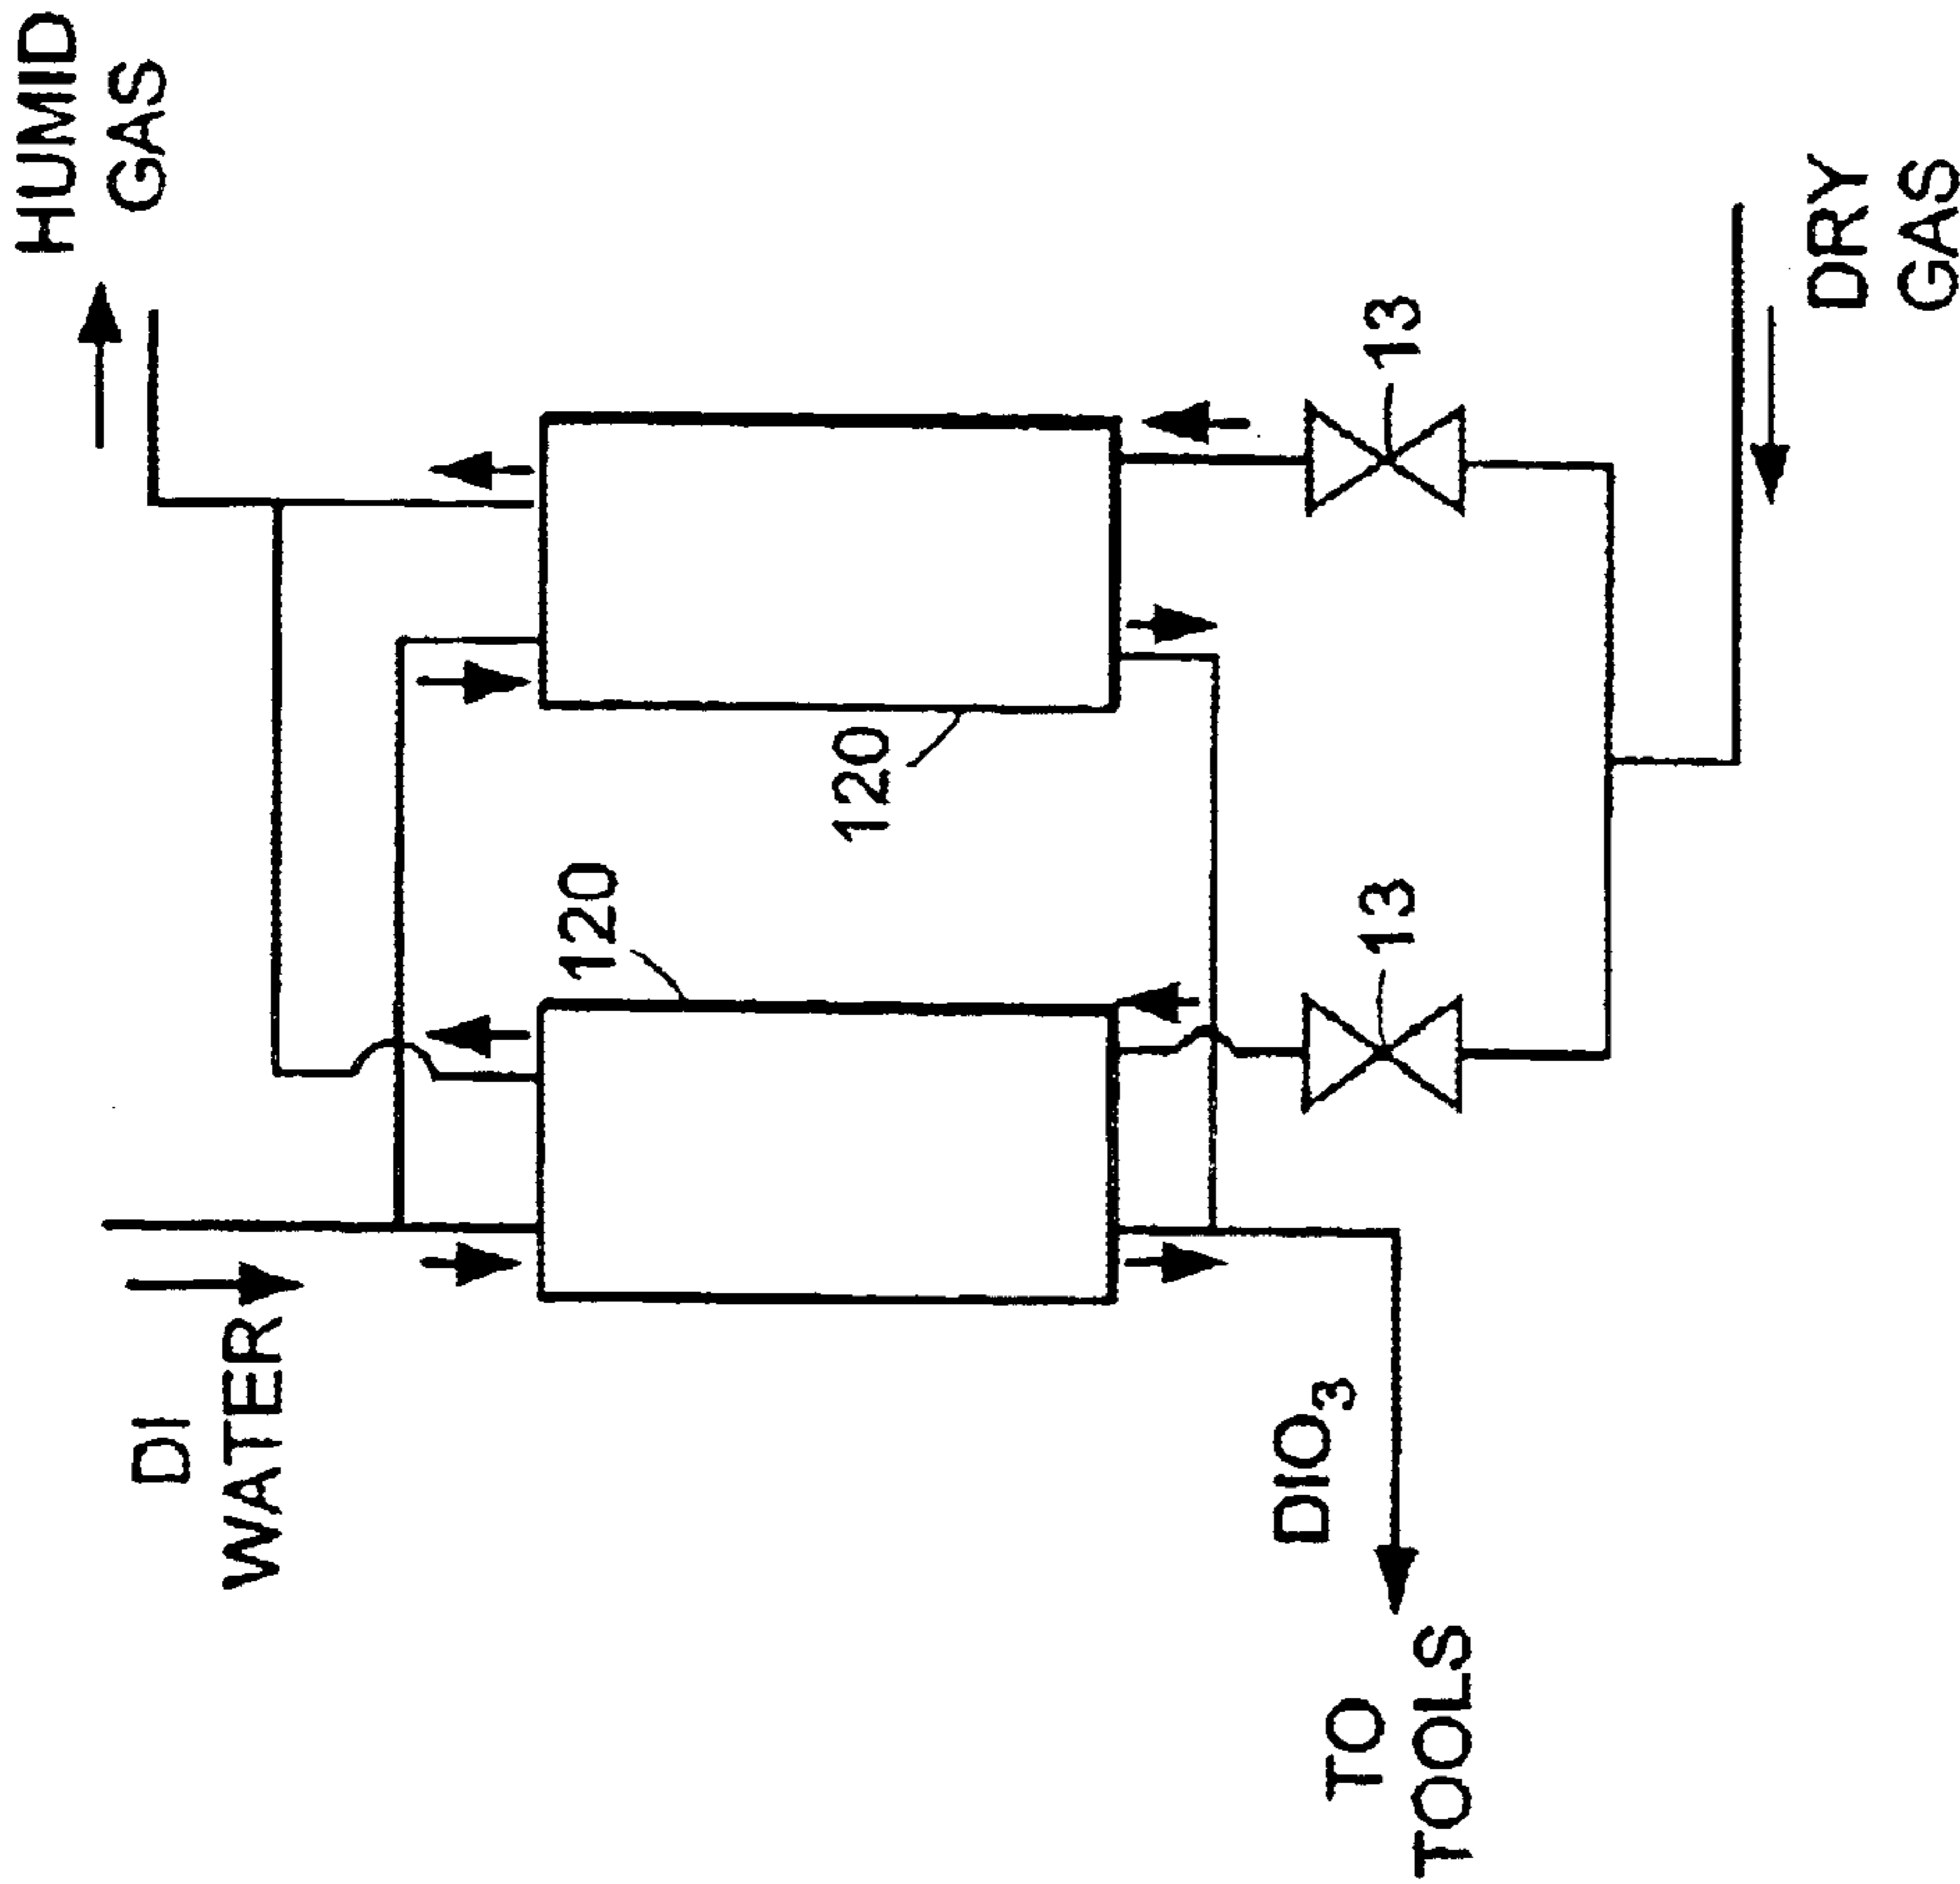 HUMID
GAS
DI
WATER
120
120
13
13
DIO₃
TO
TOOLS
DRY
GAS